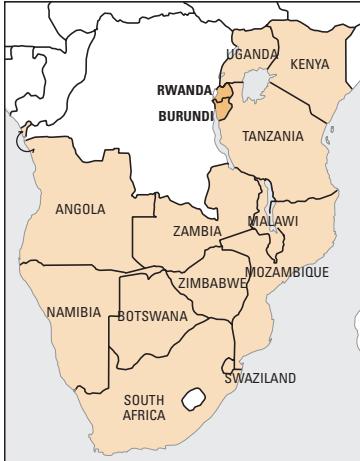 UGANDA
KENYA
RWANDA
BURUNDI
TANZANIA
ANGOLA
MALAWI
ZAMBIA
MOZAMBIQUE
ZIMBABWE
NAMIBIA
BOTSWANA
SWAZILAND
SOUTH
AFRICA